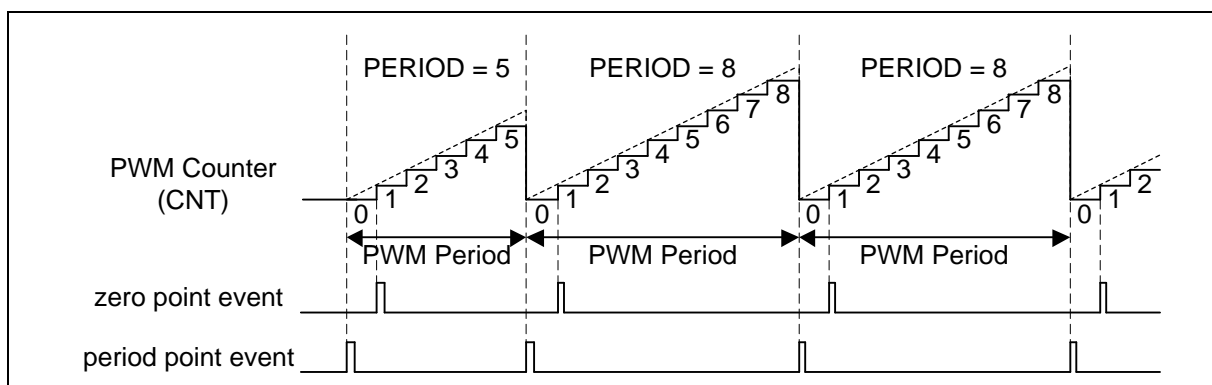 PERIOD = 5
PERIOD = 8
PERIOD = 8
PWM Counter
(CNT)
0 1 2 3 4 5
0 1 2 3 4 5 6 7 8
0 1 2 3 4 5 6 7 8
0 1 2
PWM Period
PWM Period
PWM Period
zero point event
period point event